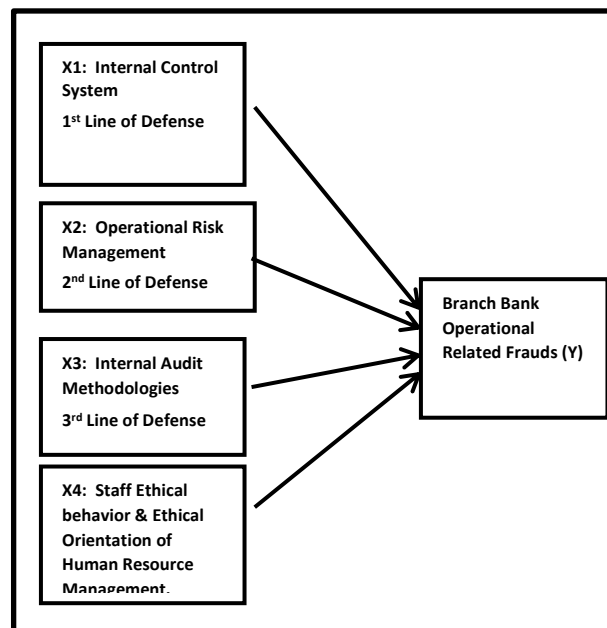 X1: Internal Control
System
1st Line of Defense
X2: Operational Risk
Management
2nd Line of Defense
X3: Internal Audit
Methodologies
3rd Line of Defense
X4: Staff Ethical
behavior & Ethical
Orientation of
Human Resource
Management.
Branch Bank
Operational
Related Frauds (Y)